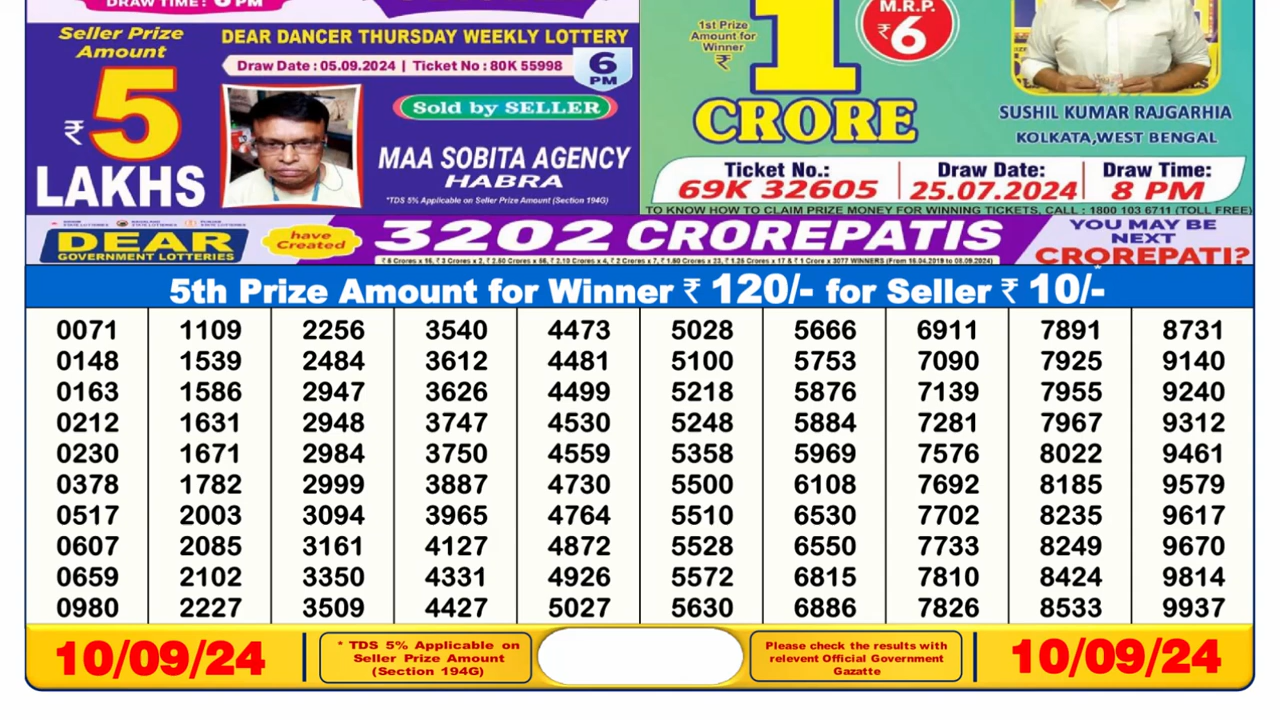 DRAW TIME: 6 PM
Seller Prize
Amount
₹5
LAKHS
DEAR DANCER THURSDAY WEEKLY LOTTERY
Draw Date : 05.09.2024 | Ticket No : 80K 55998
6
PM
Sold by SELLER
MAA SOBITA AGENCY
HABRA
*TDS 5% Applicable on Seller Prize Amount (Section 194G)
1st Prize
Amount for
Winner
₹
1
CRORE
M.R.P.
₹6
SUSHIL KUMAR RAJGARHIA
KOLKATA,WEST BENGAL
Ticket No.: Draw Date: Draw Time:
69K 32605 25.07.2024 8 PM
TO KNOW HOW TO CLAIM PRIZE MONEY FOR WINNING TICKETS, CALL : 1800 103 6711 (TOLL FREE)
DEAR
GOVERNMENT LOTTERIES
have
Created
3202 CROREPATIS
YOU MAY BE
NEXT
CROREPATI?
5th Prize Amount for Winner ₹ 120/- for Seller ₹ 10/-*
0071 1109 2256 3540 4473 5028 5666 6911 7891 8731
0148 1539 2484 3612 4481 5100 5753 7090 7925 9140
0163 1586 2947 3626 4499 5218 5876 7139 7955 9240
0212 1631 2948 3747 4530 5248 5884 7281 7967 9312
0230 1671 2984 3750 4559 5358 5969 7576 8022 9461
0378 1782 2999 3887 4730 5500 6108 7692 8185 9579
0517 2003 3094 3965 4764 5510 6530 7702 8235 9617
0607 2085 3161 4127 4872 5528 6550 7733 8249 9670
0659 2102 3350 4331 4926 5572 6815 7810 8424 9814
0980 2227 3509 4427 5027 5630 6886 7826 8533 9937
10/09/24
* TDS 5% Applicable on
Seller Prize Amount
(Section 194G)
Please check the results with
relevent Official Government
Gazatte
10/09/24